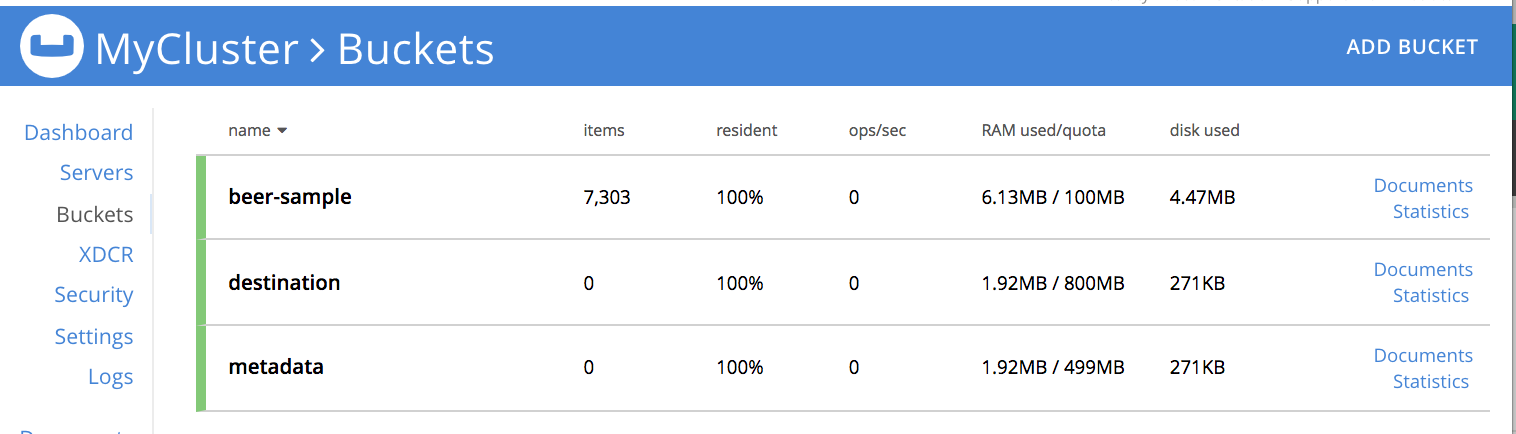 MyCluster > Buckets
ADD BUCKET
Dashboard
Servers
Buckets
XDCR
Security
Settings
Logs
name items resident ops/sec RAM used/quota disk used
beer-sample 7,303 100% 0 6.13MB / 100MB 4.47MB Documents
Statistics
destination 0 100% 0 1.92MB / 800MB 271KB Documents
Statistics
metadata 0 100% 0 1.92MB / 499MB 271KB Documents
Statistics